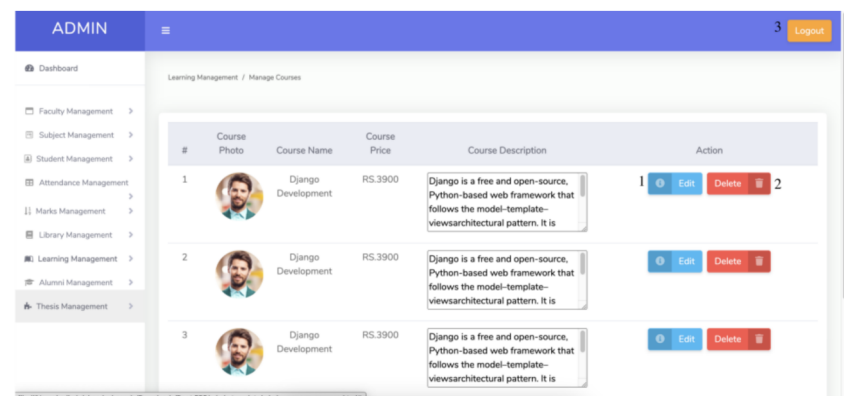 ADMIN
3 Logout
Dashboard
Learning Management / Manage Courses
Faculty Management
Subject Management
Student Management
Attendance Management
Marks Management
Library Management
Learning Management
Alumni Management
Thesis Management
# Course Photo Course Name Course Price Course Description Action
1 Django Development RS.3900
Django is a free and open-source,
Python-based web framework that
follows the model–template–
viewsarchitectural pattern. It is
1 Edit Delete 2
2 Django Development RS.3900
Django is a free and open-source,
Python-based web framework that
follows the model–template–
viewsarchitectural pattern. It is
Edit Delete
3 Django Development RS.3900
Django is a free and open-source,
Python-based web framework that
follows the model–template–
viewsarchitectural pattern. It is
Edit Delete